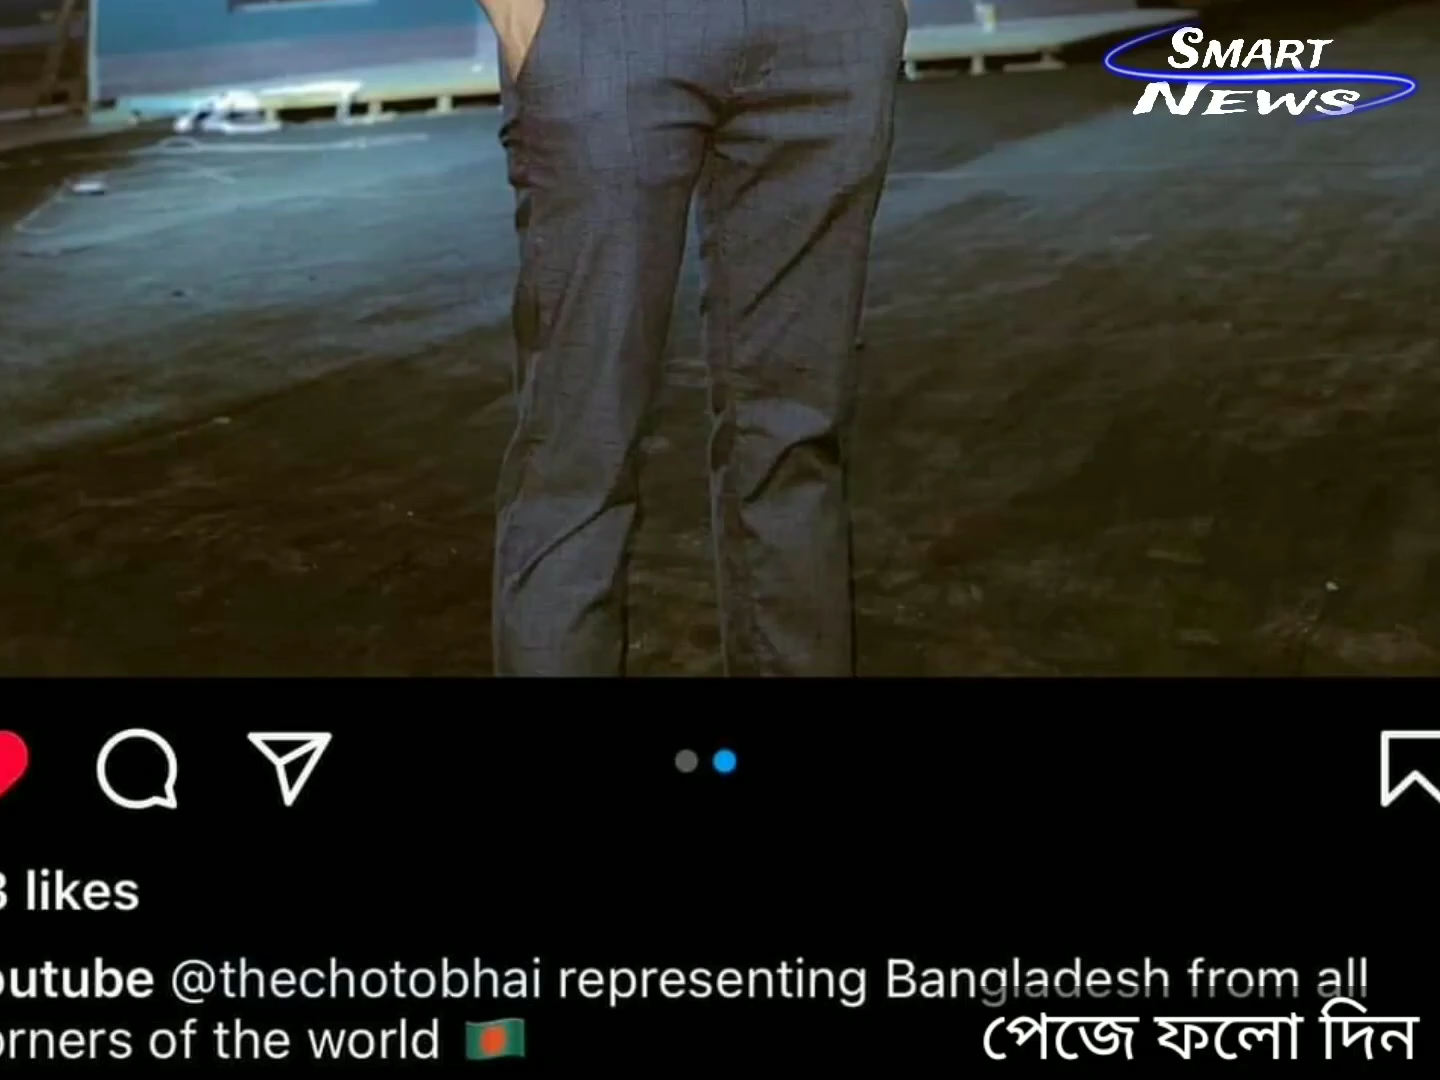 SMART
NEWS
likes
@thechotobhai representing Bangladesh from all
of the world 🇧🇩
পেজে ফলো দিন